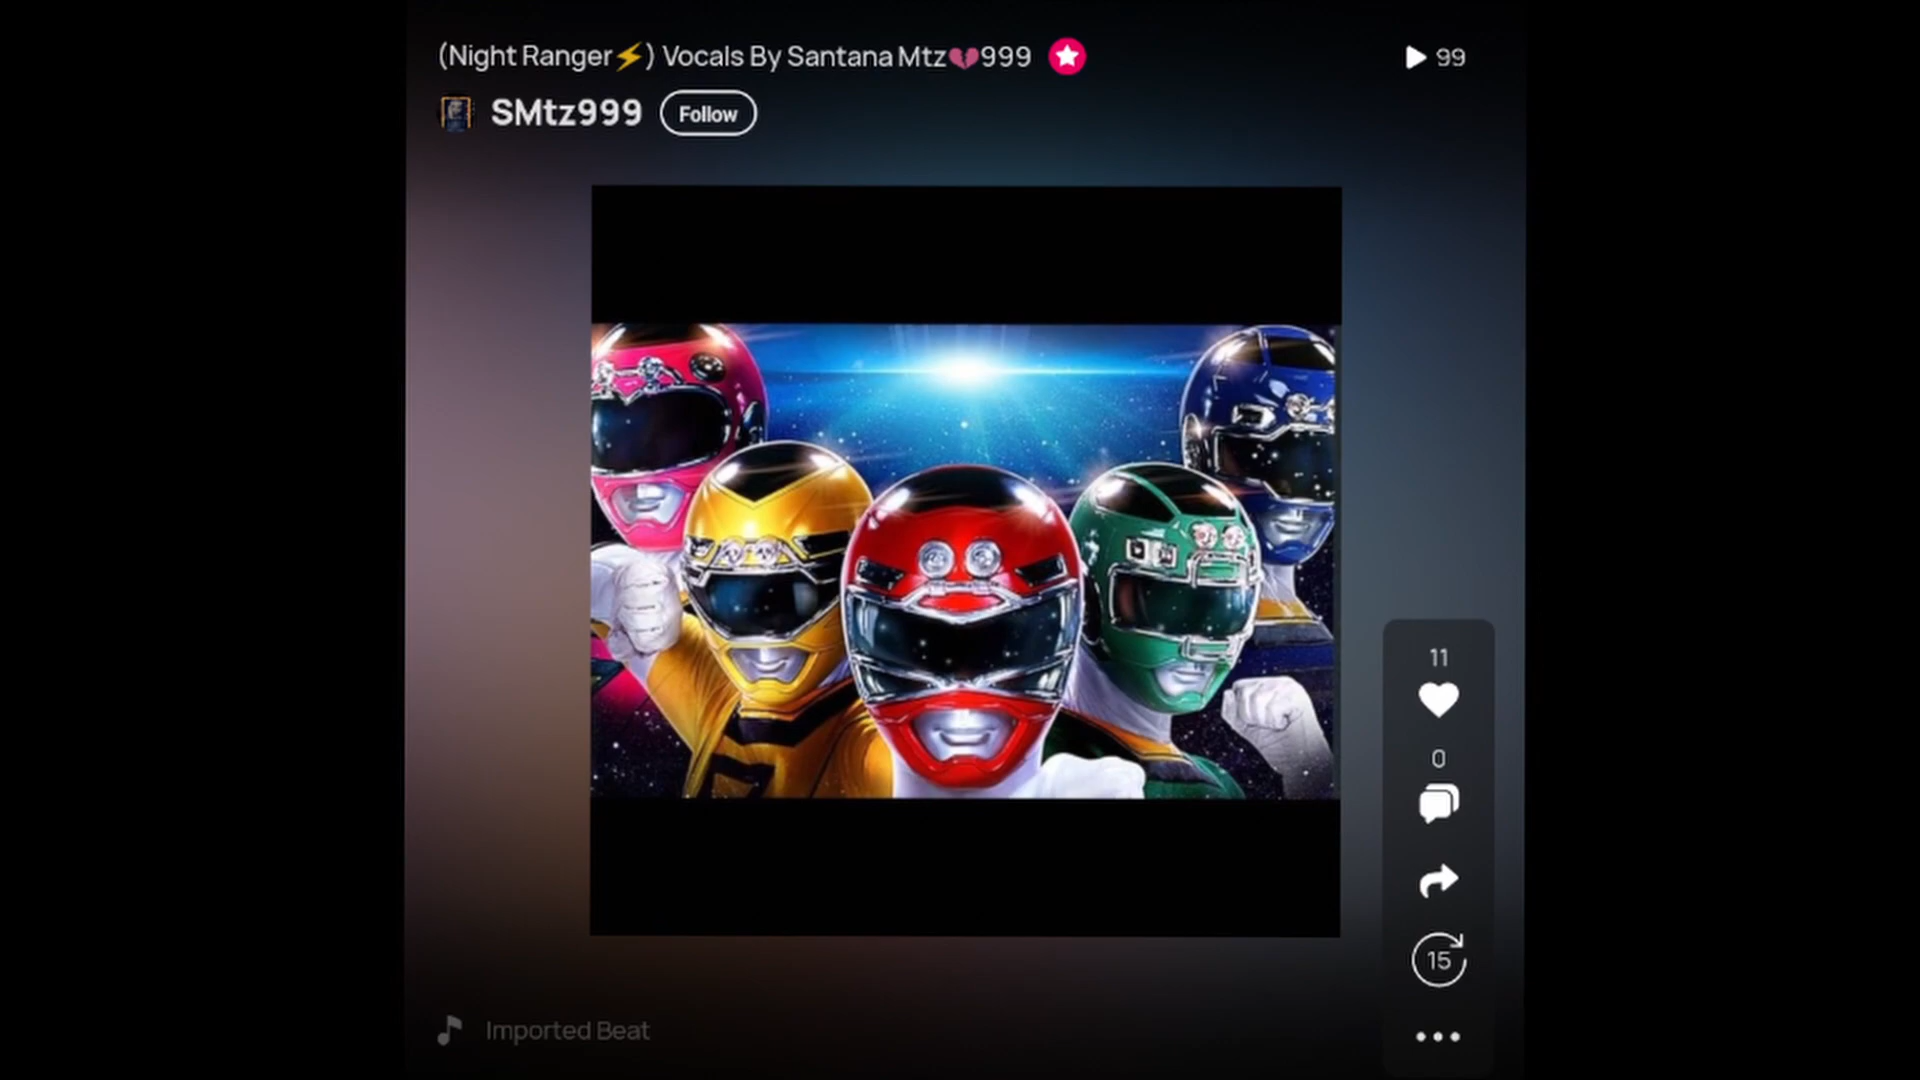 (Night Ranger⚡) Vocals By Santana Mtz💔999
99
SMtz999
Follow
11
0
15
Imported Beat